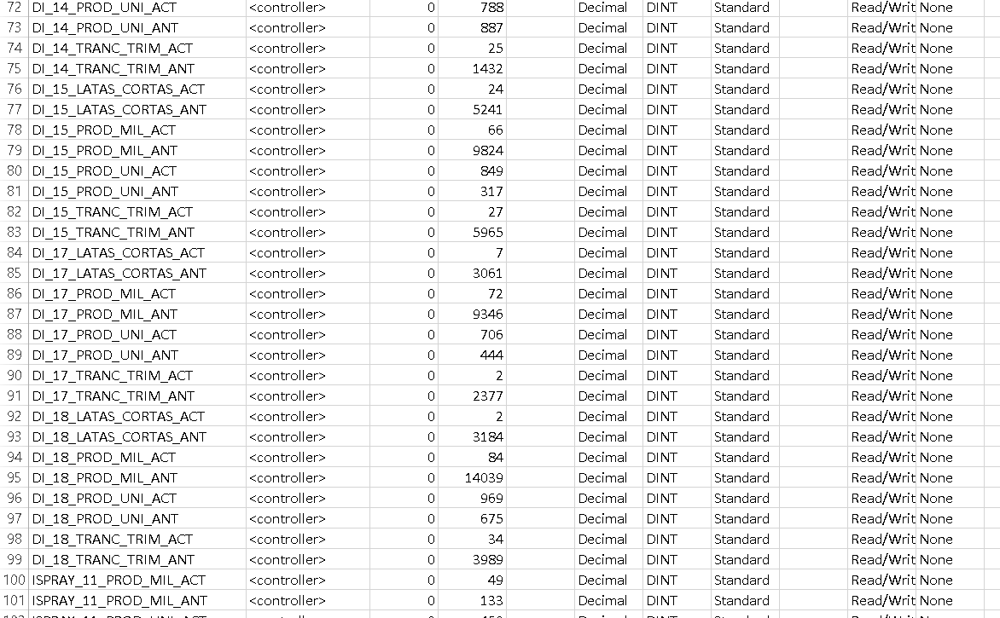 72 DI_14_PROD_UNI_ACT <controller> 0 788 Decimal DINT Standard Read/Writ None
73 DI_14_PROD_UNI_ANT <controller> 0 887 Decimal DINT Standard Read/Writ None
74 DI_14_TRANC_TRIM_ACT <controller> 0 25 Decimal DINT Standard Read/Writ None
75 DI_14_TRANC_TRIM_ANT <controller> 0 1432 Decimal DINT Standard Read/Writ None
76 DI_15_LATAS_CORTAS_ACT <controller> 0 24 Decimal DINT Standard Read/Writ None
77 DI_15_LATAS_CORTAS_ANT <controller> 0 5241 Decimal DINT Standard Read/Writ None
78 DI_15_PROD_MIL_ACT <controller> 0 66 Decimal DINT Standard Read/Writ None
79 DI_15_PROD_MIL_ANT <controller> 0 9824 Decimal DINT Standard Read/Writ None
80 DI_15_PROD_UNI_ACT <controller> 0 849 Decimal DINT Standard Read/Writ None
81 DI_15_PROD_UNI_ANT <controller> 0 317 Decimal DINT Standard Read/Writ None
82 DI_15_TRANC_TRIM_ACT <controller> 0 27 Decimal DINT Standard Read/Writ None
83 DI_15_TRANC_TRIM_ANT <controller> 0 5965 Decimal DINT Standard Read/Writ None
84 DI_17_LATAS_CORTAS_ACT <controller> 0 7 Decimal DINT Standard Read/Writ None
85 DI_17_LATAS_CORTAS_ANT <controller> 0 3061 Decimal DINT Standard Read/Writ None
86 DI_17_PROD_MIL_ACT <controller> 0 72 Decimal DINT Standard Read/Writ None
87 DI_17_PROD_MIL_ANT <controller> 0 9346 Decimal DINT Standard Read/Writ None
88 DI_17_PROD_UNI_ACT <controller> 0 706 Decimal DINT Standard Read/Writ None
89 DI_17_PROD_UNI_ANT <controller> 0 444 Decimal DINT Standard Read/Writ None
90 DI_17_TRANC_TRIM_ACT <controller> 0 2 Decimal DINT Standard Read/Writ None
91 DI_17_TRANC_TRIM_ANT <controller> 0 2377 Decimal DINT Standard Read/Writ None
92 DI_18_LATAS_CORTAS_ACT <controller> 0 2 Decimal DINT Standard Read/Writ None
93 DI_18_LATAS_CORTAS_ANT <controller> 0 3184 Decimal DINT Standard Read/Writ None
94 DI_18_PROD_MIL_ACT <controller> 0 84 Decimal DINT Standard Read/Writ None
95 DI_18_PROD_MIL_ANT <controller> 0 14039 Decimal DINT Standard Read/Writ None
96 DI_18_PROD_UNI_ACT <controller> 0 969 Decimal DINT Standard Read/Writ None
97 DI_18_PROD_UNI_ANT <controller> 0 675 Decimal DINT Standard Read/Writ None
98 DI_18_TRANC_TRIM_ACT <controller> 0 34 Decimal DINT Standard Read/Writ None
99 DI_18_TRANC_TRIM_ANT <controller> 0 3989 Decimal DINT Standard Read/Writ None
100 ISPRAY_11_PROD_MIL_ACT <controller> 0 49 Decimal DINT Standard Read/Writ None
101 ISPRAY_11_PROD_MIL_ANT <controller> 0 133 Decimal DINT Standard Read/Writ None